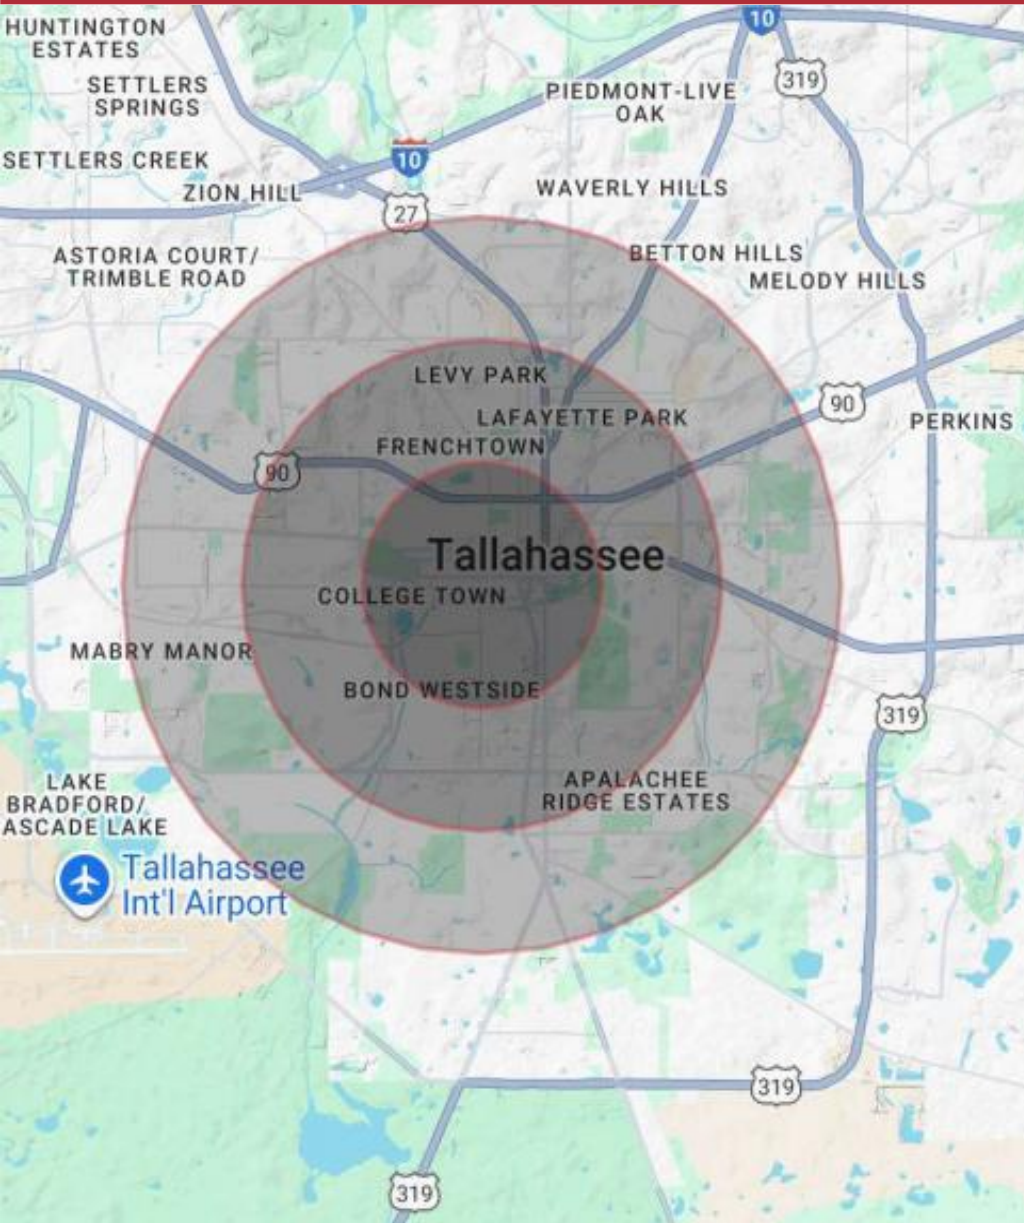 10
HUNTINGTON
ESTATES
319
SETTLERS
SPRINGS
PIEDMONT-LIVE
OAK
SETTLERS CREEK
10
ZION HILL
WAVERLY HILLS
27
ASTORIA COURT/
TRIMBLE ROAD
BETTON HILLS
MELODY HILLS
LEVY PARK
90
LAFAYETTE PARK
PERKINS
FRENCHTOWN
90
Tallahassee
COLLEGE TOWN
MABRY MANOR
BOND WESTSIDE
319
LAKE
BRADFORD/
ASCADE LAKE
APALACHEE
RIDGE ESTATES
Tallahassee
Int'l Airport
319
319